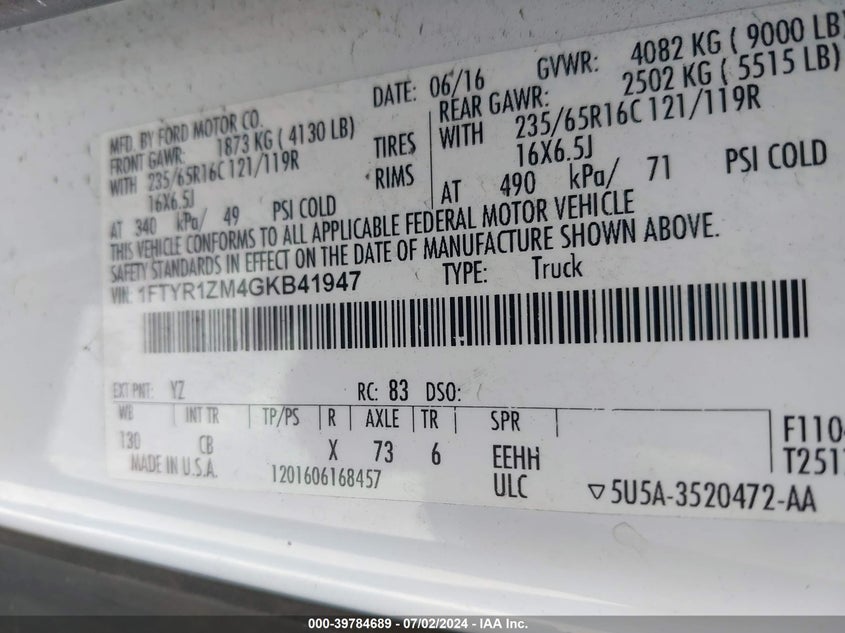 MFD. BY FORD MOTOR CO. DATE: 06/16 GVWR: 4082 KG ( 9000 LB)
FRONT GAWR: 1873 KG ( 4130 LB) REAR GAWR: 2502 KG ( 5515 LB)
WITH 235/65R16C 121/119R TIRES WITH 235/65R16C 121/119R
16X6.5J RIMS 16X6.5J
AT 340 kPa/ 49 PSI COLD AT 490 kPa/ 71 PSI COLD
THIS VEHICLE CONFORMS TO ALL APPLICABLE FEDERAL MOTOR VEHICLE
SAFETY STANDARDS IN EFFECT ON THE DATE OF MANUFACTURE SHOWN ABOVE.
VIN: 1FTYR1ZM4GKB41947 TYPE: Truck
EXT PNT: YZ RC: 83 DSO:
WB INT TR TP/PS R AXLE TR SPR
130 CB X 73 6 EEHH
F110
T251
MADE IN U.S.A. 1201606168457 ULC ▽5U5A-3520472-AA
000-39784689 - 07/02/2024 - IAA Inc.